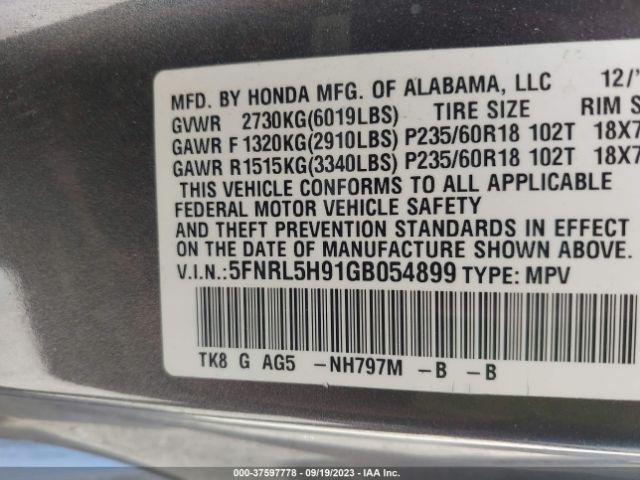 MFD. BY HONDA MFG. OF ALABAMA, LLC 12/
GVWR 2730KG(6019LBS) TIRE SIZE RIM S
GAWR F 1320KG(2910LBS) P235/60R18 102T 18X7
GAWR R1515KG(3340LBS) P235/60R18 102T 18X7
THIS VEHICLE CONFORMS TO ALL APPLICABLE
FEDERAL MOTOR VEHICLE SAFETY
AND THEFT PREVENTION STANDARDS IN EFFECT
ON THE DATE OF MANUFACTURE SHOWN ABOVE.
V.I.N.:5FNRL5H91GB054899 TYPE: MPV
TK8 G AG5 -NH797M -B -B
000-37597778 - 09/19/2023 - IAA Inc.